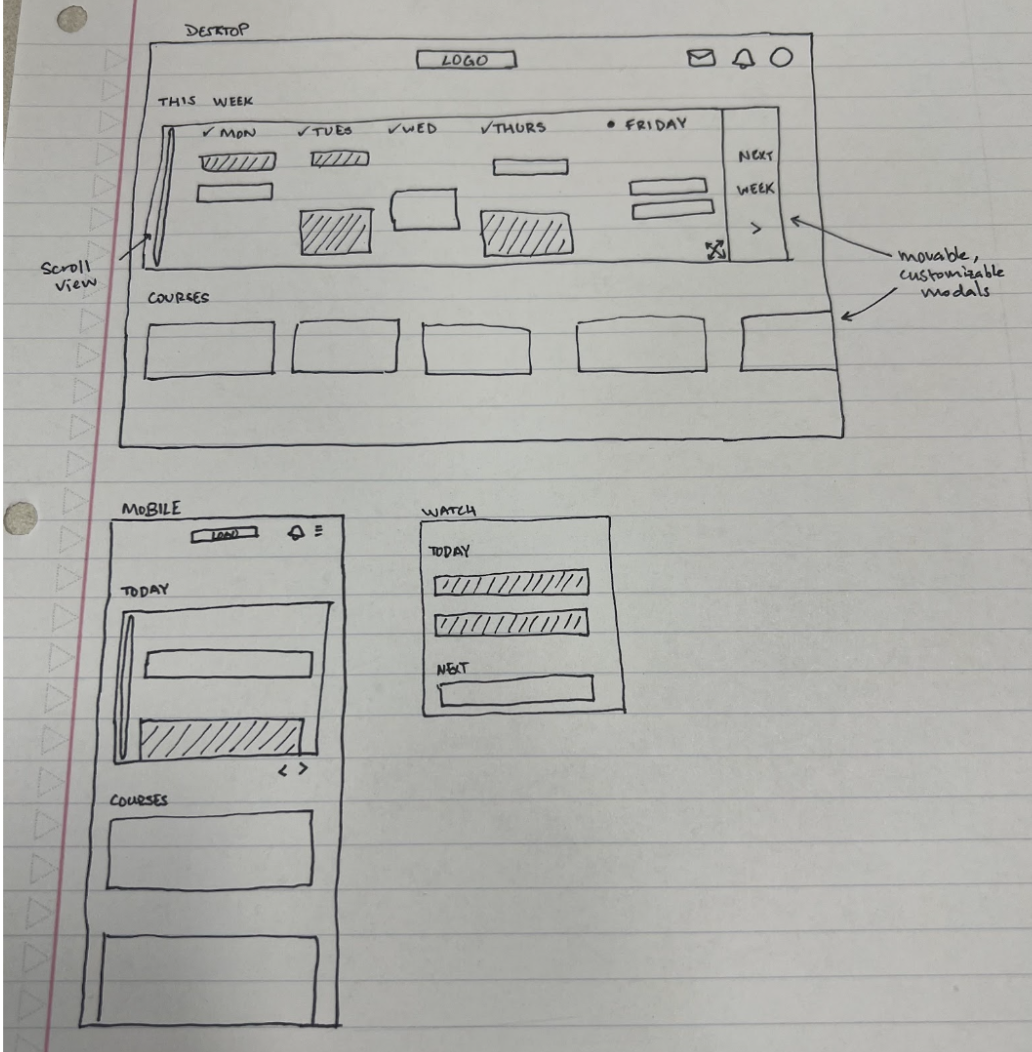 DESKTOP
LOGO
THIS WEEK
✓ MON ✓ TUES ✓ WED ✓ THURS • FRIDAY
NEXT
WEEK
>
Scroll
view
movable,
customizable
modals
COURSES
MOBILE
LOGO
TODAY
< >
COURSES
WATCH
TODAY
NEXT